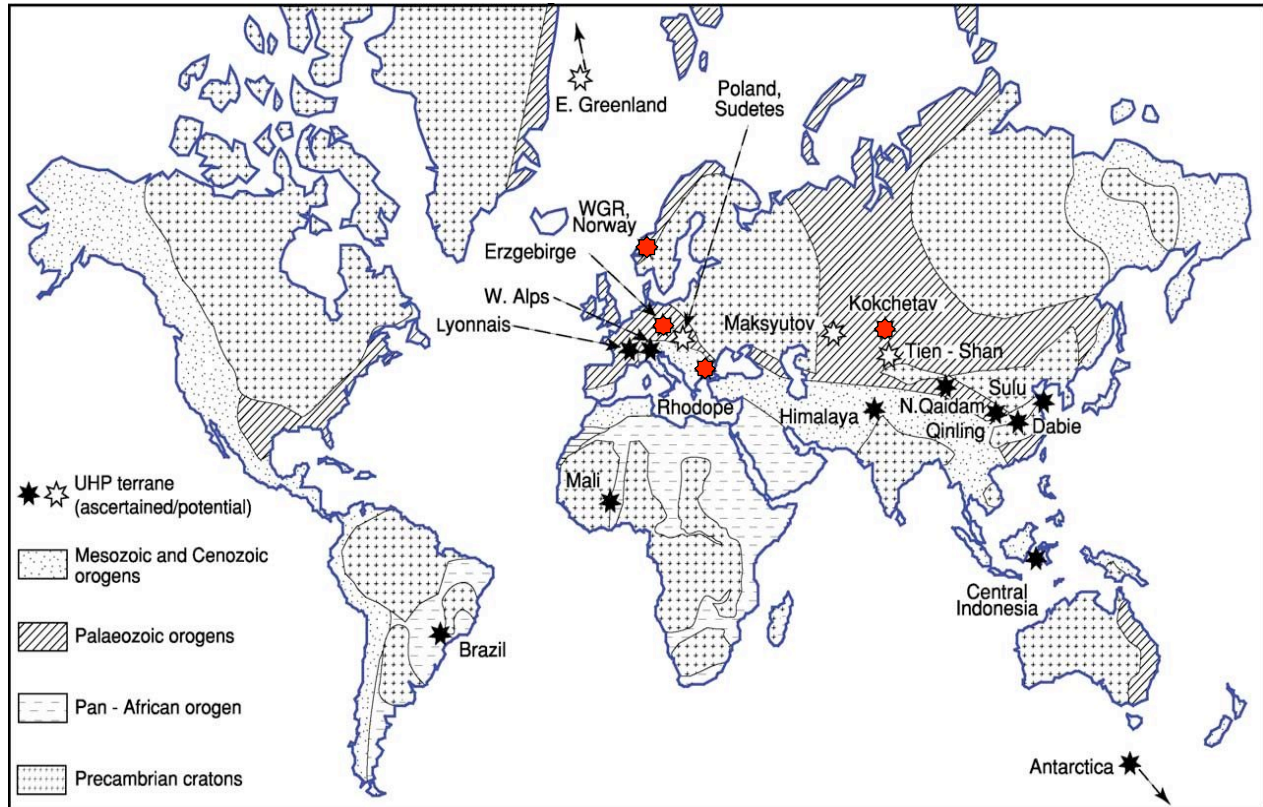 E. Greenland
Poland,
Sudetes
WGR,
Norway
Erzgebirge
W. Alps
Lyonnais
Kokchetav
Maksyutov
Tien - Shan
Sulu
N.Qaidam
Himalaya
Qinling
Dabie
Rhodope
Mali
UHP terrane
(ascertained/potential)
Mesozoic and Cenozoic
orogens
Central
Indonesia
Palaeozoic orogens
Brazil
Pan - African orogen
Antarctica
Precambrian cratons